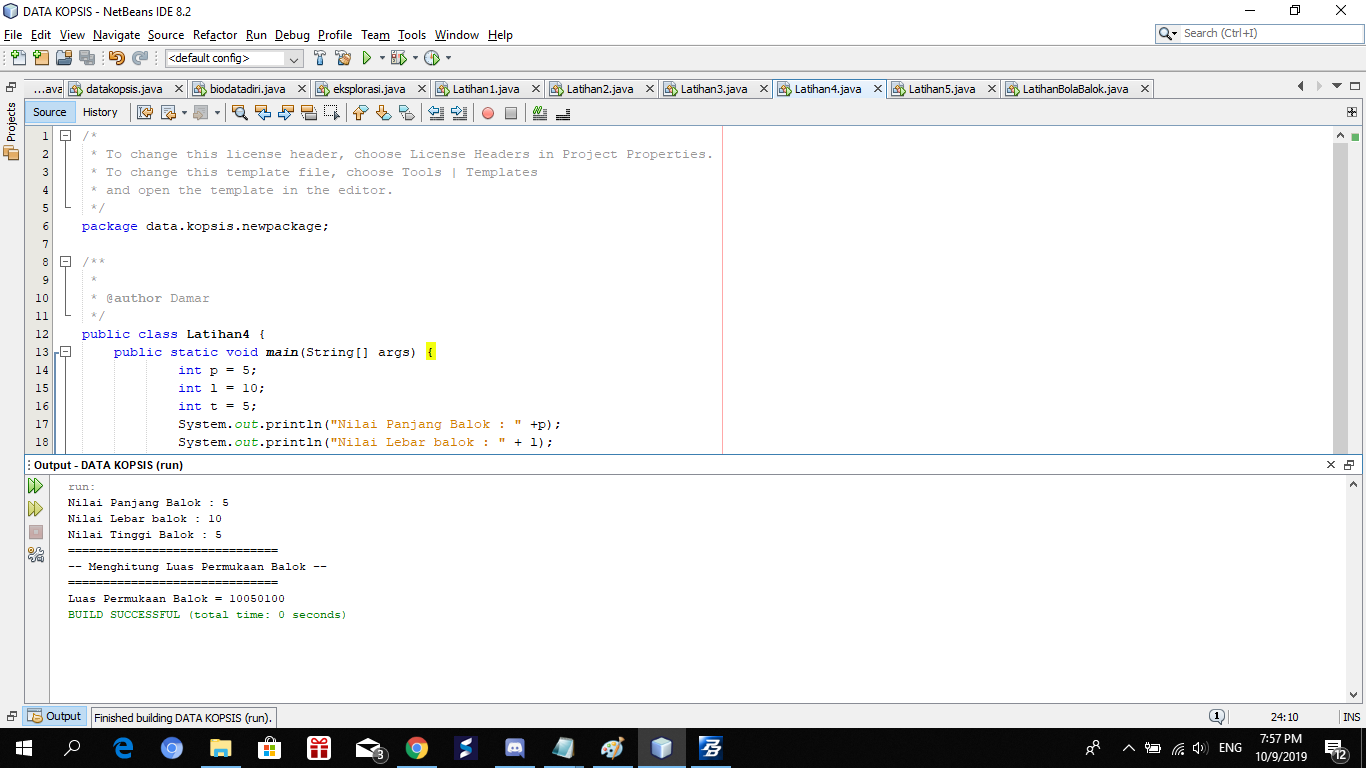 DATA KOPSIS - NetBeans IDE 8.2
File Edit View Navigate Source Refactor Run Debug Profile Team Tools Window Help
Search (Ctrl+I)
<default config>
...ava datakopsis.java biodatadiri.java eksplorasi.java Latihan1.java Latihan2.java Latihan3.java Latihan4.java Latihan5.java LatihanBolaBalok.java
Projects
Source History
1 /*
2 * To change this license header, choose License Headers in Project Properties.
3 * To change this template file, choose Tools | Templates
4 * and open the template in the editor.
5 */
6 package data.kopsis.newpackage;
7
8 /**
9 *
10 * @author Damar
11 */
12 public class Latihan4 {
13 public static void main(String[] args) {
14 int p = 5;
15 int l = 10;
16 int t = 5;
17 System.out.println("Nilai Panjang Balok : " +p);
18 System.out.println("Nilai Lebar balok : " + l);
Output - DATA KOPSIS (run)
run:
Nilai Panjang Balok : 5
Nilai Lebar balok : 10
Nilai Tinggi Balok : 5
==============================
-- Menghitung Luas Permukaan Balok --
==============================
Luas Permukaan Balok = 10050100
BUILD SUCCESSFUL (total time: 0 seconds)
Output
Finished building DATA KOPSIS (run).
1
24:10
INS
3
ENG
7:57 PM
10/9/2019
12